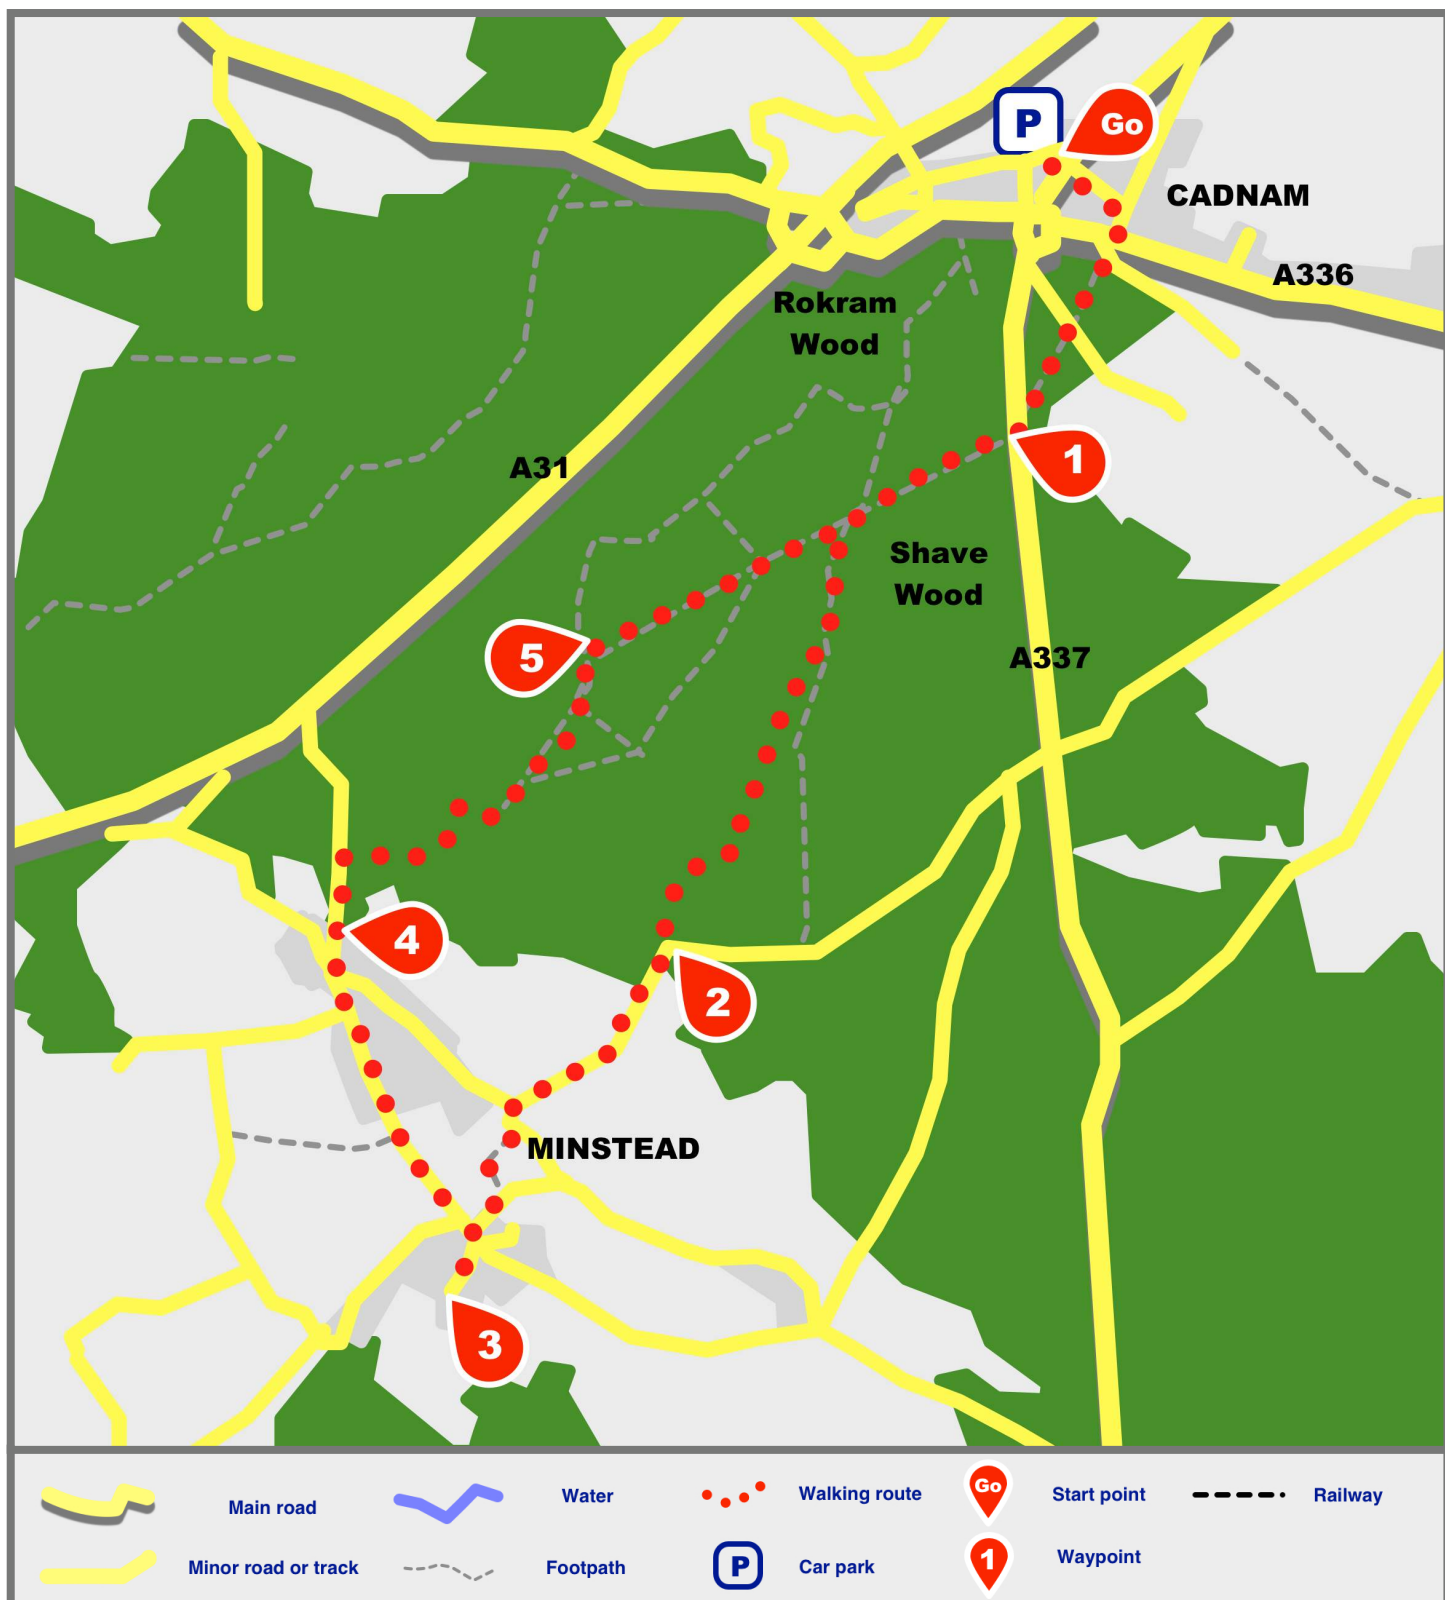 P
Go
CADNAM
A336
Rokram
Wood
A31
1
Shave
Wood
5
A337
4
2
MINSTEAD
3
Main road
Water
Walking route
Go
Start point
Railway
Minor road or track
Footpath
P
Car park
1
Waypoint